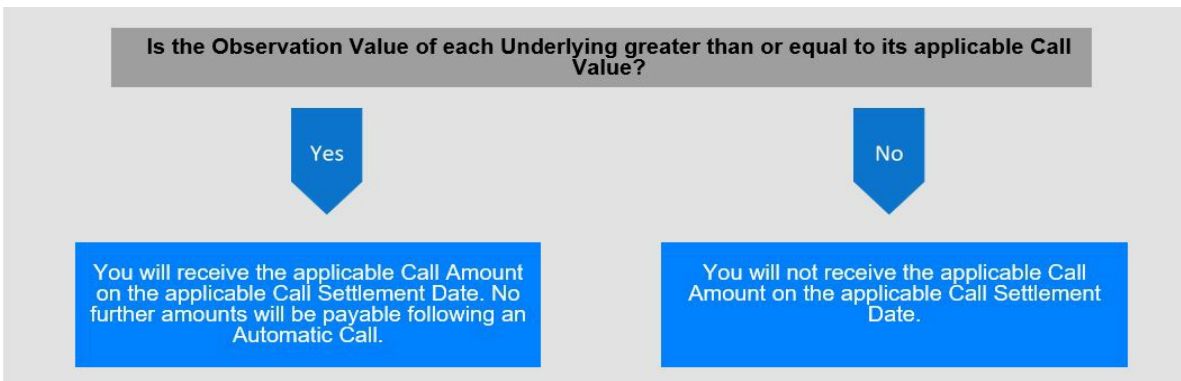 Is the Observation Value of each Underlying greater than or equal to its applicable Call
Value?
Yes
No
You will receive the applicable Call Amount
on the applicable Call Settlement Date. No
further amounts will be payable following an
Automatic Call.
You will not receive the applicable Call
Amount on the applicable Call Settlement
Date.